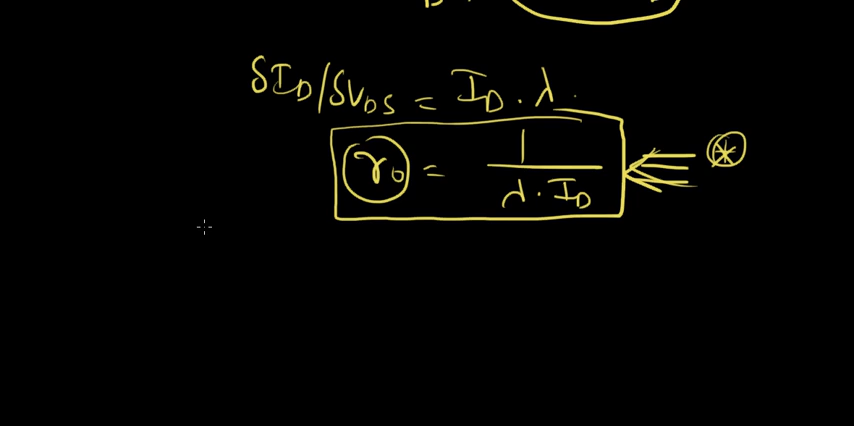 δI_D/δV_DS = I_D · λ.
r_o = 1 / λ · I_D